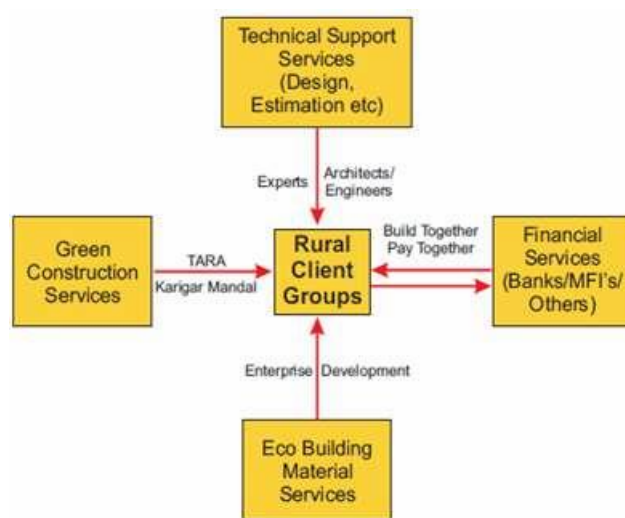 Technical Support
Services
(Design,
Estimation etc)
Experts
Architects/
Engineers
Green
Construction
Services
TARA
Karigar Mandal
Rural
Client
Groups
Build Together
Pay Together
Financial
Services
(Banks/MFI's/
Others)
Enterprise Development
Eco Building
Material
Services